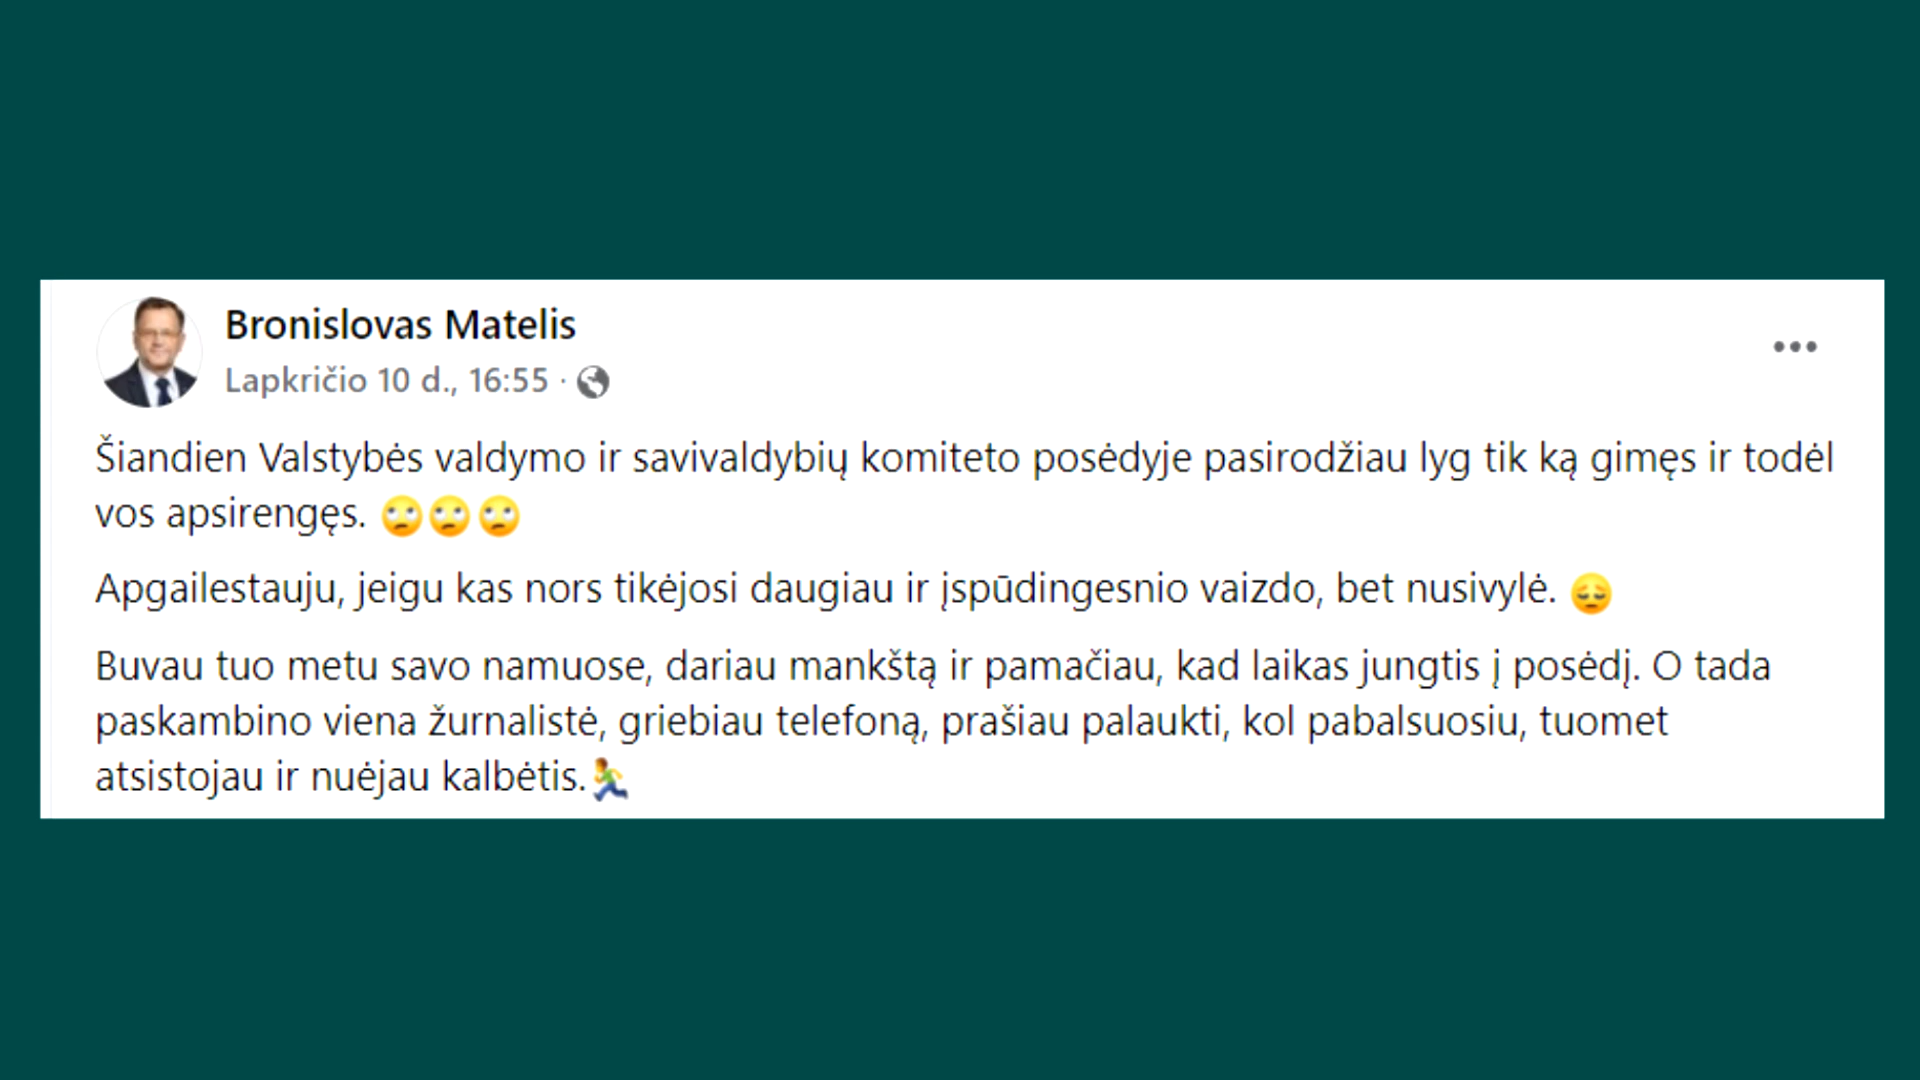 Bronislovas Matelis
Lapkričio 10 d., 16:55 ·
Šiandien Valstybės valdymo ir savivaldybių komiteto posėdyje pasirodžiau lyg tik ką gimęs ir todėl
vos apsirengęs. 🙄🙄🙄
Apgailestauju, jeigu kas nors tikėjosi daugiau ir įspūdingesnio vaizdo, bet nusivylė. 😔
Buvau tuo metu savo namuose, dariau mankštą ir pamačiau, kad laikas jungtis į posėdį. O tada
paskambino viena žurnalistė, griebiau telefoną, prašiau palaukti, kol pabalsuosiu, tuomet
atsistojau ir nuėjau kalbėtis.🏃‍♂️